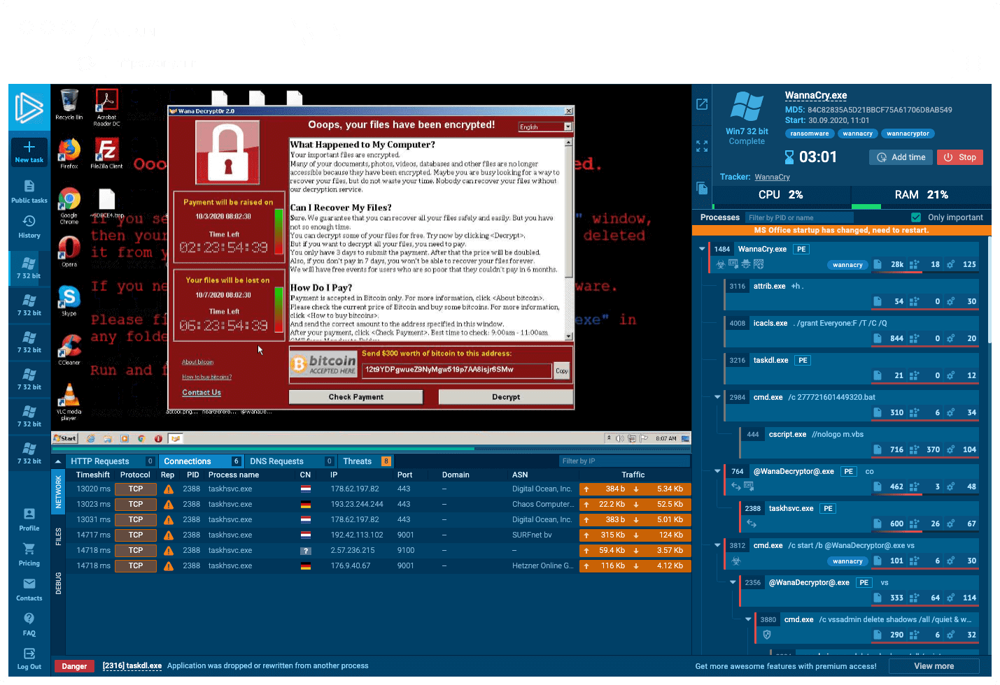 New task
Public tasks
History
7 32 bit
7 32 bit
7 32 bit
7 32 bit
7 32 bit
7 32 bit
Profile
Pricing
Contacts
FAQ
Log Out
Recycle Bin
Acrobat Reader DC
Firefox
FileZilla Client
Google Chrome
~SDBCE4.tmp
Opera
Skype
CCleaner
VLC media player
Ooo
ed.
If you se
" window,
then your
deleted
it from y
If you ne
ware.
Please fi
exe" in
any folde
Run and f
@WanaDe...
Wana Decrypt0r 2.0
Ooops, your files have been encrypted!
English
Payment will be raised on
10/3/2020 08:02:30
Time Left
02:23:54:39
Your files will be lost on
10/7/2020 08:02:30
Time Left
06:23:54:39
About bitcoin
How to buy bitcoins?
Contact Us
What Happened to My Computer?
Your important files are encrypted.
Many of your documents, photos, videos, databases and other files are no longer
accessible because they have been encrypted. Maybe you are busy looking for a way to
recover your files, but do not waste your time. Nobody can recover your files without
our decryption service.
Can I Recover My Files?
Sure. We guarantee that you can recover all your files safely and easily. But you have
not so enough time.
You can decrypt some of your files for free. Try now by clicking <Decrypt>.
But if you want to decrypt all your files, you need to pay.
You only have 3 days to submit the payment. After that the price will be doubled.
Also, if you don't pay in 7 days, you won't be able to recover your files forever.
We will have free events for users who are so poor that they couldn't pay in 6 months.
How Do I Pay?
Payment is accepted in Bitcoin only. For more information, click <About bitcoin>.
Please check the current price of Bitcoin and buy some bitcoins. For more information,
click <How to buy bitcoins>.
And send the correct amount to the address specified in this window.
After your payment, click <Check Payment>. Best time to check: 9:00am - 11:00am
GMT from Monday to Friday.
bitcoin
ACCEPTED HERE
Send $300 worth of bitcoin to this address:
12t9YDPgwueZ9NyMgw519p7AA8isjr6SMw
Copy
Check Payment
Decrypt
Start
8:07 AM
HTTP Requests 0
Connections 6
DNS Requests 0
Threats 8
Filter by IP
NETWORK
FILES
DEBUG
Timeshift Protocol Rep PID Process name CN IP Port Domain ASN Traffic
13020 ms TCP 2388 taskhsvc.exe 178.62.197.82 443 – Digital Ocean, Inc. 384 b 5.34 Kb
13023 ms TCP 2388 taskhsvc.exe 193.23.244.244 443 – Chaos Computer... 22.2 Kb 52.5 Kb
13031 ms TCP 2388 taskhsvc.exe 178.62.197.82 443 – Digital Ocean, Inc. 383 b 5.01 Kb
14717 ms TCP 2388 taskhsvc.exe 192.42.113.102 9001 – SURFnet bv 315 Kb 124 Kb
14718 ms TCP 2388 taskhsvc.exe ? 2.57.236.215 9100 – – 59.4 Kb 3.57 Kb
14718 ms TCP 2388 taskhsvc.exe 176.9.40.67 9001 – Hetzner Online G... 116 Kb 4.12 Kb
Danger [2316] taskdl.exe Application was dropped or rewritten from another process
Win7 32 bit
Complete
WannaCry.exe
MD5: 84C82835A5D21BBCF75A61706D8AB549
Start: 30.09.2020, 11:01
ransomware wannacry wannacryptor
03:01
Add time
Stop
Tracker: WannaCry
CPU 2%
RAM 21%
Processes
Filter by PID or name
Only important
MS Office startup has changed, need to restart.
1484 WannaCry.exe PE
wannacry 28k 18 125
3116 attrib.exe +h .
54 0 30
4008 icacls.exe . /grant Everyone:F /T /C /Q
844 0 20
3216 taskdl.exe PE
21 0 12
2984 cmd.exe /c 277721601449320.bat
310 6 34
444 cscript.exe //nologo m.vbs
716 370 104
764 @WanaDecryptor@.exe PE co
462 3 48
2388 taskhsvc.exe PE
600 26 67
3812 cmd.exe /c start /b @WanaDecryptor@.exe vs
wannacry 101 6 30
2356 @WanaDecryptor@.exe PE vs
333 64 114
3880 cmd.exe /c vssadmin delete shadows /all /quiet & w...
290 6 32
Get more awesome features with premium access!
View more